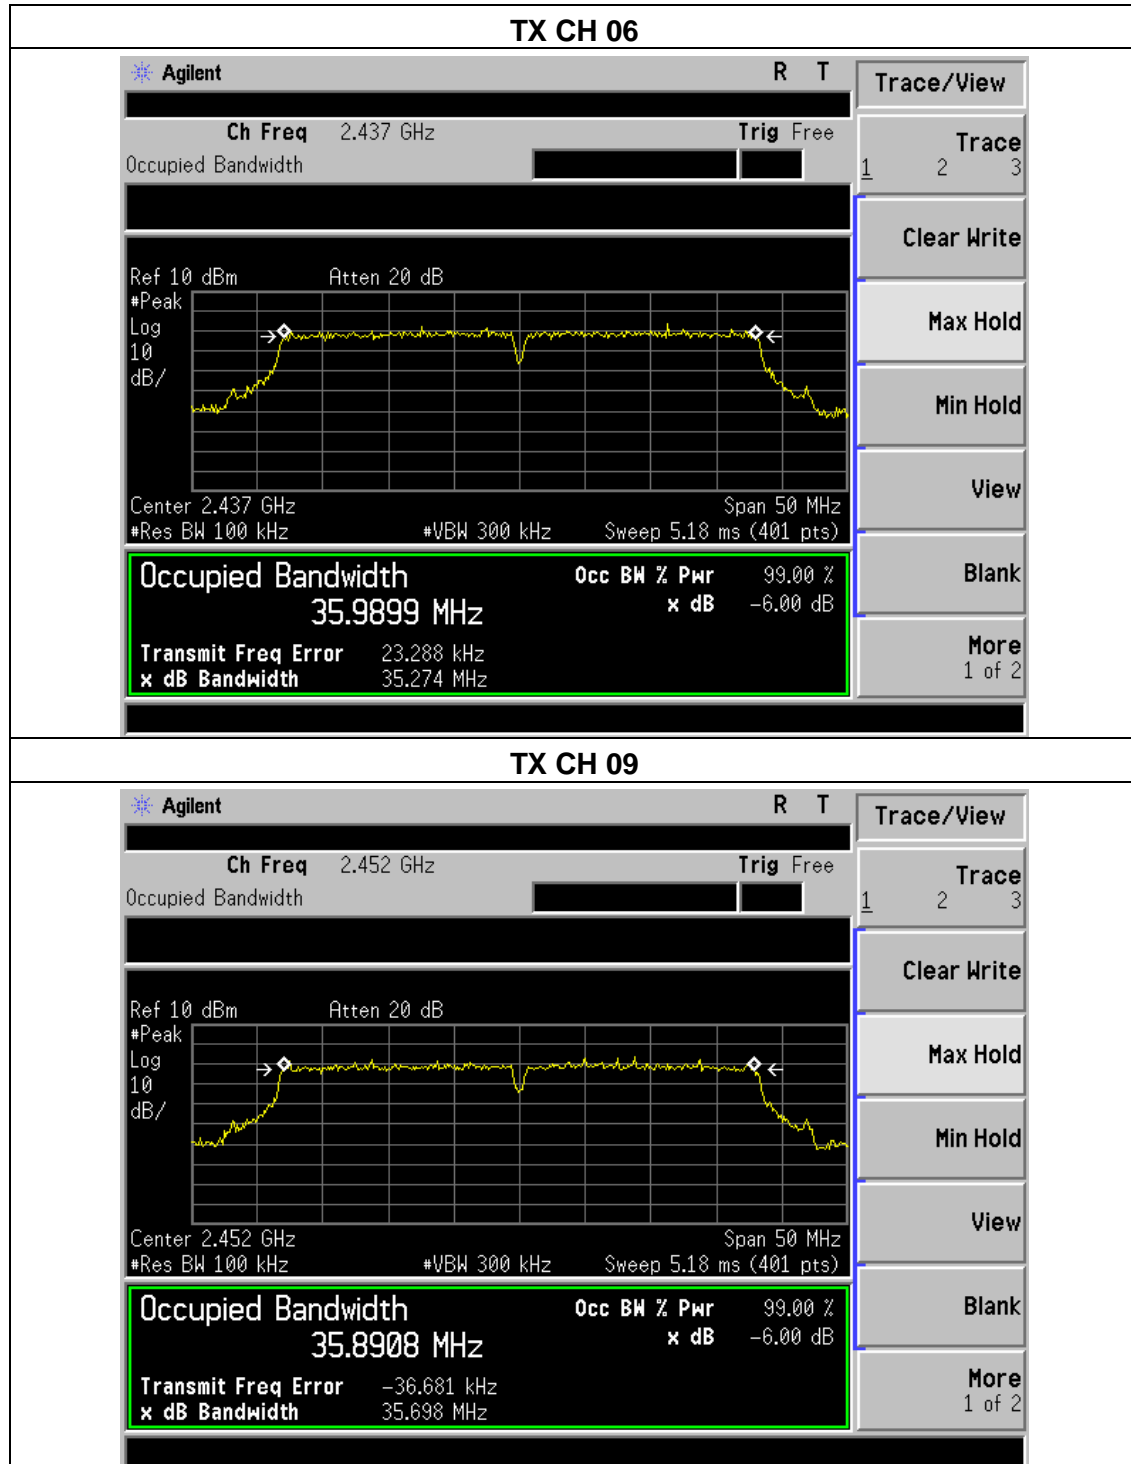 TX CH 06
Agilent R T
Trace/View
Ch Freq 2.437 GHz Trig Free
Occupied Bandwidth
Trace
1 2 3
Clear Write
Max Hold
Min Hold
View
Blank
More
1 of 2
Ref 10 dBm Atten 20 dB
#Peak
Log
10
dB/
Center 2.437 GHz Span 50 MHz
#Res BW 100 kHz #VBW 300 kHz Sweep 5.18 ms (401 pts)
Occupied Bandwidth Occ BW % Pwr 99.00 %
35.9899 MHz x dB -6.00 dB
Transmit Freq Error 23.288 kHz
x dB Bandwidth 35.274 MHz
TX CH 09
Agilent R T
Trace/View
Ch Freq 2.452 GHz Trig Free
Occupied Bandwidth
Trace
1 2 3
Clear Write
Max Hold
Min Hold
View
Blank
More
1 of 2
Ref 10 dBm Atten 20 dB
#Peak
Log
10
dB/
Center 2.452 GHz Span 50 MHz
#Res BW 100 kHz #VBW 300 kHz Sweep 5.18 ms (401 pts)
Occupied Bandwidth Occ BW % Pwr 99.00 %
35.8908 MHz x dB -6.00 dB
Transmit Freq Error -36.681 kHz
x dB Bandwidth 35.698 MHz